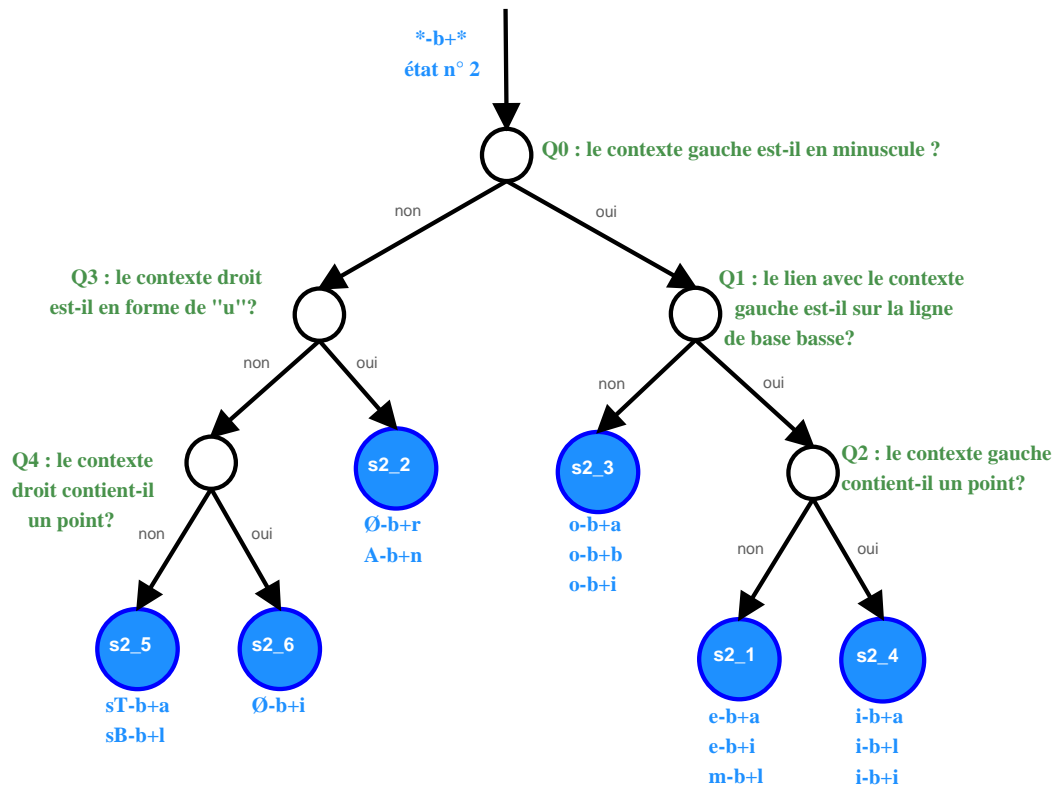 *-b+*
état n° 2
Q0 : le contexte gauche est-il en minuscule ?
non
oui
Q3 : le contexte droit
est-il en forme de "u"?
Q1 : le lien avec le contexte
gauche est-il sur la ligne
de base basse?
non
oui
non
oui
Q4 : le contexte
droit contient-il
un point?
s2_2
Ø-b+r
A-b+n
s2_3
o-b+a
o-b+b
o-b+i
Q2 : le contexte gauche
contient-il un point?
non
oui
non
oui
s2_5
sT-b+a
sB-b+l
s2_6
Ø-b+i
s2_1
e-b+a
e-b+i
m-b+l
s2_4
i-b+a
i-b+l
i-b+i